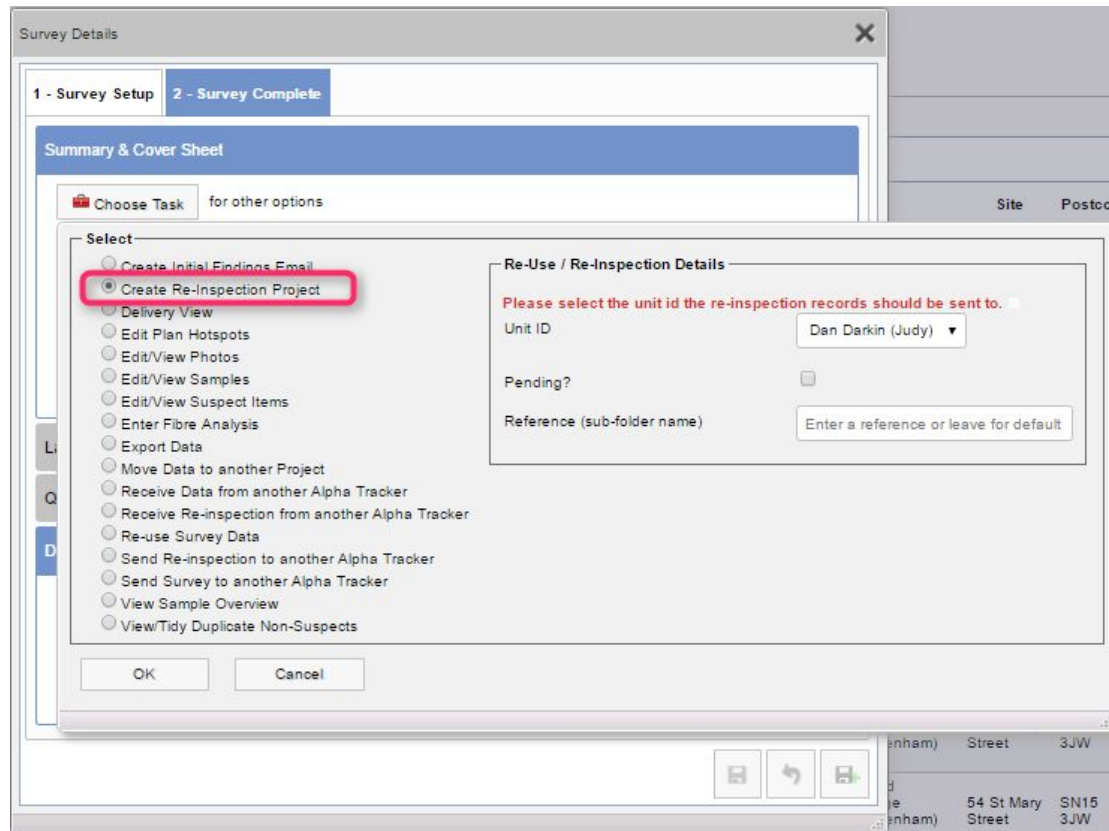 Survey Details
1 - Survey Setup
2 - Survey Complete
Summary & Cover Sheet
Choose Task for other options
Site Postco
Select
Create Initial Findings Email
Create Re-Inspection Project
Delivery View
Edit Plan Hotspots
Edit/View Photos
Edit/View Samples
Edit/View Suspect Items
Enter Fibre Analysis
Export Data
Move Data to another Project
Receive Data from another Alpha Tracker
Receive Re-inspection from another Alpha Tracker
Re-use Survey Data
Send Re-inspection to another Alpha Tracker
Send Survey to another Alpha Tracker
View Sample Overview
View/Tidy Duplicate Non-Suspects
Re-Use / Re-Inspection Details
Please select the unit id the re-inspection records should be sent to.
Unit ID Dan Darkin (Judy)
Pending?
Reference (sub-folder name) Enter a reference or leave for default
OK Cancel
enham) Street 3JW
54 St Mary SN15
enham) Street 3JW